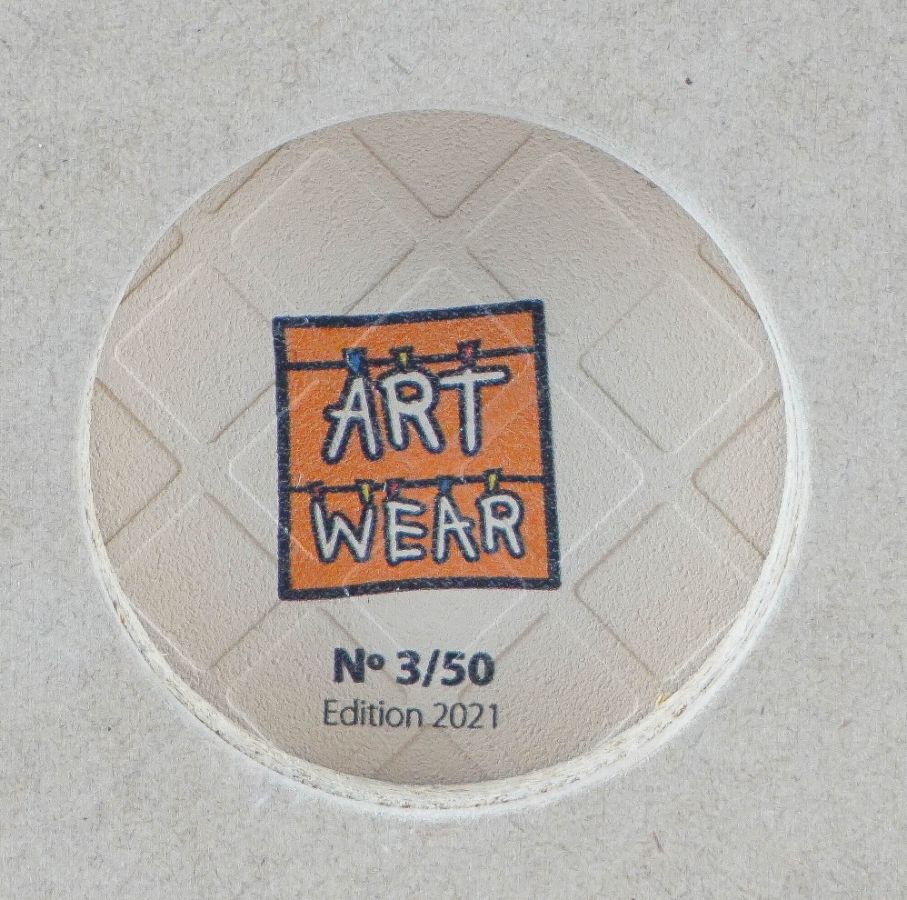 ART
WEAR
Nº 3/50
Edition 2021